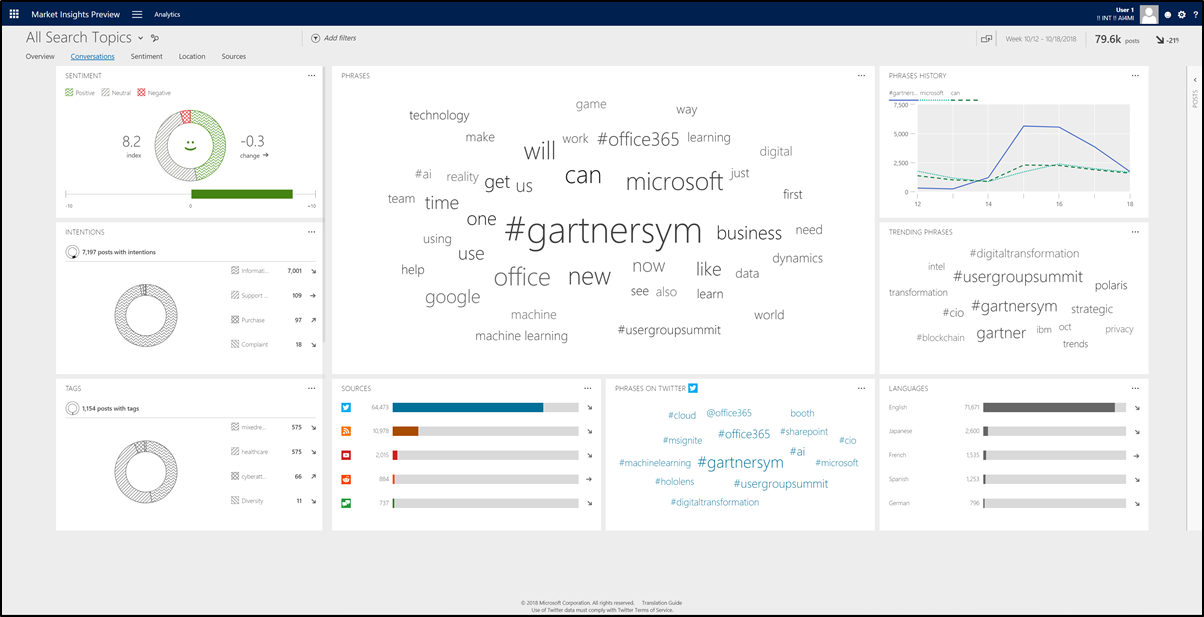 Market Insights Preview
Analytics
User 1
!! INT !! AI4MI
?
All Search Topics
Add filters
Week 10/12 - 10/18/2018
79.6k posts
Overview
Conversations
Sentiment
Location
Sources
POSTS
SENTIMENT
Positive
Neutral
Negative
8.2
index
-0.3
change
-10
0
+10
INTENTIONS
7,197 posts with intentions
Informati...
7,001
Support ...
109
Purchase
97
Complaint
18
TAGS
1,154 posts with tags
mixedre...
575
healthcare
575
cyberatt...
66
Diversity
11
PHRASES
game
technology
way
make
work
#office365
learning
will
digital
#ai
reality
get
us
can
microsoft
just
team
time
first
one
#gartnersym
business
need
using
use
dynamics
help
office
new
now
like
data
google
see
also
learn
machine
world
machine learning
#usergroupsummit
PHRASES HISTORY
#gartners...
microsoft
can
7,500
5,000
2,500
0
12
14
16
18
TRENDING PHRASES
#digitaltransformation
intel
#usergroupsummit
polaris
transformation
#gartnersym
strategic
#cio
gartner
ibm
oct
privacy
#blockchain
trends
SOURCES
64,473
10,978
2,015
884
737
PHRASES ON TWITTER
#cloud
@office365
booth
#msignite
#office365
#sharepoint
#cio
#ai
#machinelearning
#gartnersym
#microsoft
#hololens
#usergroupsummit
#digitaltransformation
LANGUAGES
English
71,671
Japanese
2,600
French
1,535
Spanish
1,253
German
796
© 2018 Microsoft Corporation. All rights reserved.
Translation Guide
Use of Twitter data must comply with Twitter Terms of Service.